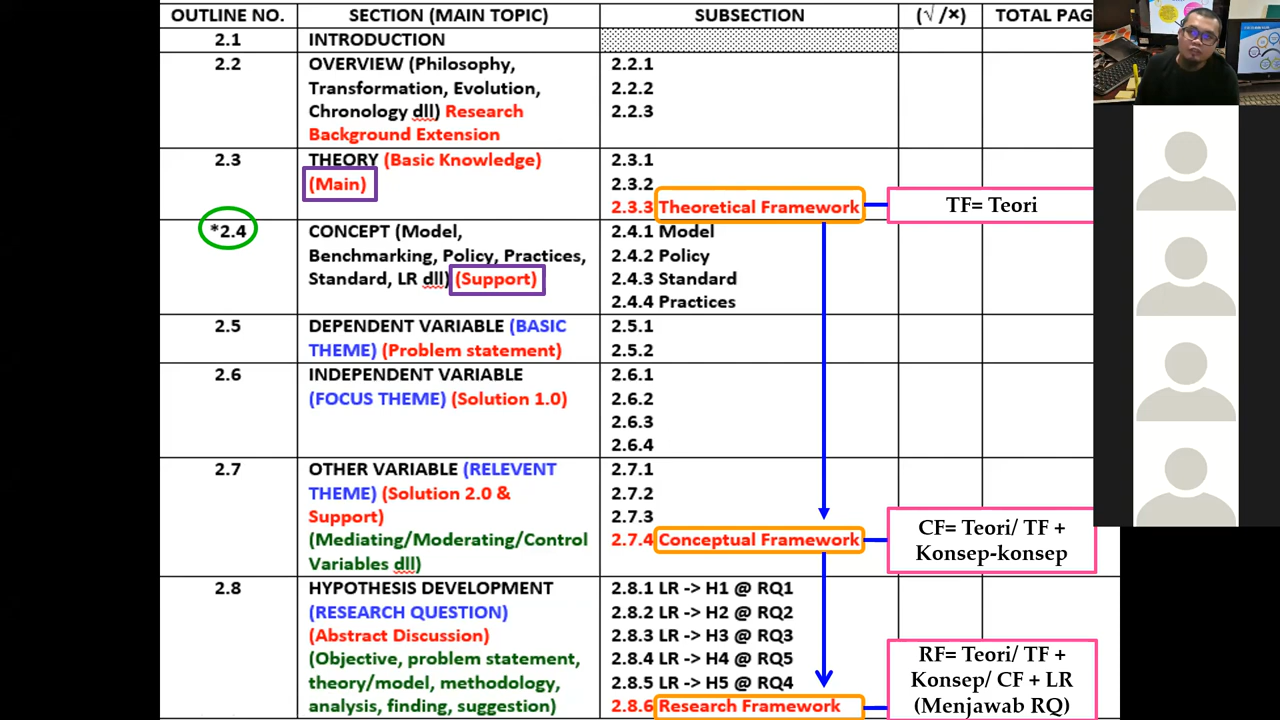 OUTLINE NO. SECTION (MAIN TOPIC) SUBSECTION (√ /×) TOTAL PAG
2.1 INTRODUCTION
2.2 OVERVIEW (Philosophy, 2.2.1
Transformation, Evolution, 2.2.2
Chronology dll) Research 2.2.3
Background Extension
2.3 THEORY (Basic Knowledge) 2.3.1
(Main) 2.3.2
2.3.3 Theoretical Framework TF= Teori
*2.4 CONCEPT (Model, 2.4.1 Model
Benchmarking, Policy, Practices, 2.4.2 Policy
Standard, LR dll) (Support) 2.4.3 Standard
2.4.4 Practices
2.5 DEPENDENT VARIABLE (BASIC 2.5.1
THEME) (Problem statement) 2.5.2
2.6 INDEPENDENT VARIABLE 2.6.1
(FOCUS THEME) (Solution 1.0) 2.6.2
2.6.3
2.6.4
2.7 OTHER VARIABLE (RELEVENT 2.7.1
THEME) (Solution 2.0 & 2.7.2
Support) 2.7.3
(Mediating/Moderating/Control 2.7.4 Conceptual Framework
Variables dll)
CF= Teori/ TF +
Konsep-konsep
2.8 HYPOTHESIS DEVELOPMENT 2.8.1 LR -> H1 @ RQ1
(RESEARCH QUESTION) 2.8.2 LR -> H2 @ RQ2
(Abstract Discussion) 2.8.3 LR -> H3 @ RQ3
(Objective, problem statement, 2.8.4 LR -> H4 @ RQ5
theory/model, methodology, 2.8.5 LR -> H5 @ RQ4
analysis, finding, suggestion) 2.8.6 Research Framework
RF= Teori/ TF +
Konsep/ CF + LR
(Menjawab RQ)